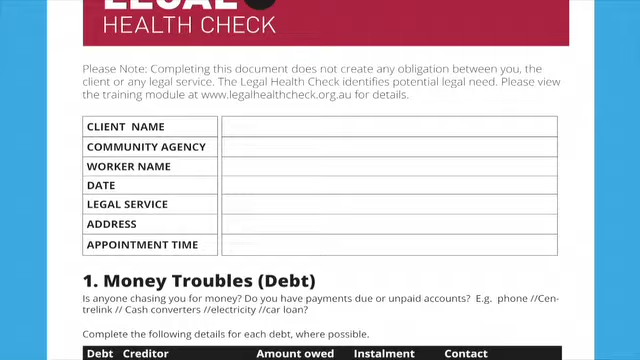 LEGAL
HEALTH CHECK
Please Note: Completing this document does not create any obligation between you, the
client or any legal service. The Legal Health Check identifies potential legal need. Please view
the training module at www.legalhealthcheck.org.au for details.
CLIENT NAME
COMMUNITY AGENCY
WORKER NAME
DATE
LEGAL SERVICE
ADDRESS
APPOINTMENT TIME
1. Money Troubles (Debt)
Is anyone chasing you for money? Do you have payments due or unpaid accounts? E.g. phone //Cen-
trelink // Cash converters //electricity //car loan?
Complete the following details for each debt, where possible.
Debt Creditor Amount owed Instalment Contact